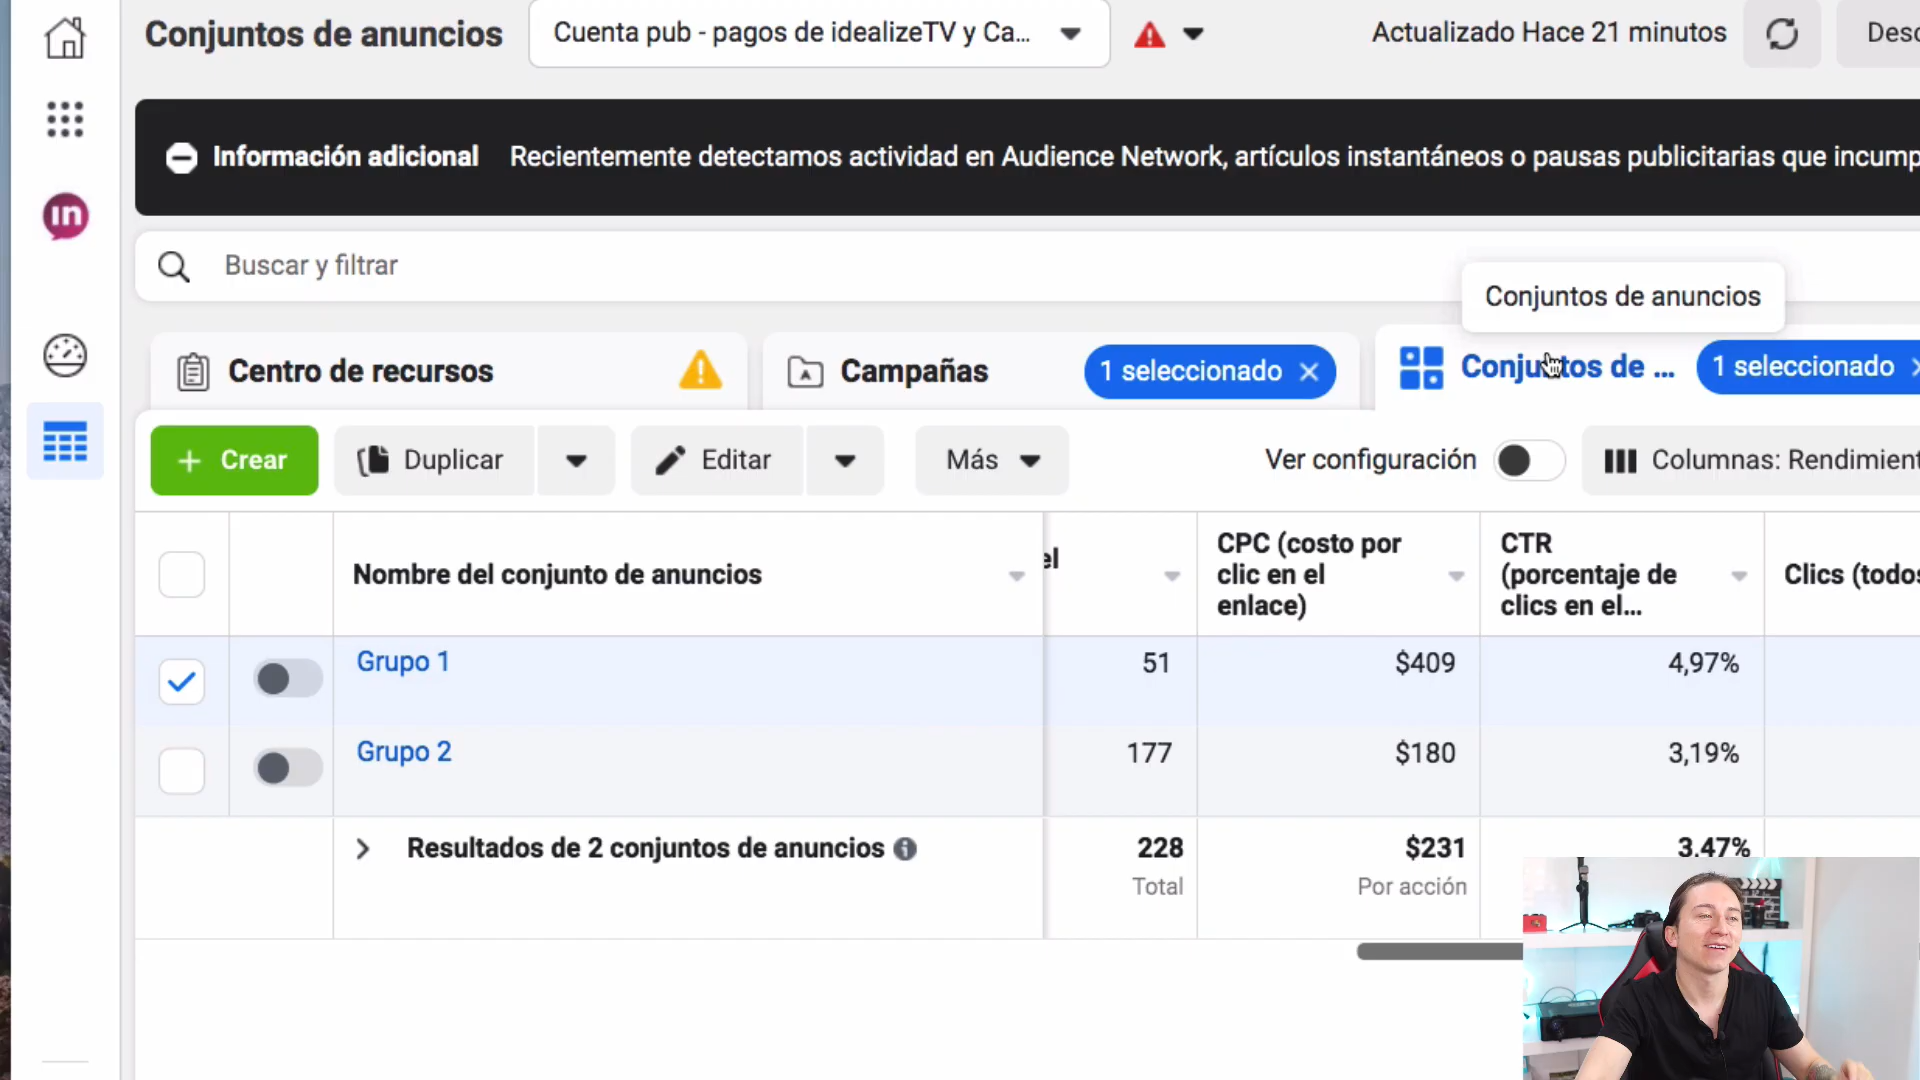 Conjuntos de anuncios
Cuenta pub - pagos de idealizeTV y Ca...
Actualizado Hace 21 minutos
Desc
in
Información adicional
Recientemente detectamos actividad en Audience Network, artículos instantáneos o pausas publicitarias que incump
Buscar y filtrar
Conjuntos de anuncios
Centro de recursos
Campañas
1 seleccionado
Conjuntos de ...
1 seleccionado
+ Crear
Duplicar
Editar
Más
Ver configuración
Columnas: Rendimient
Nombre del conjunto de anuncios
el
CPC (costo por
clic en el
enlace)
CTR
(porcentaje de
clics en el...
Clics (todos
Grupo 1
51
$409
4,97%
Grupo 2
177
$180
3,19%
Resultados de 2 conjuntos de anuncios
228
$231
3,47%
Total
Por acción